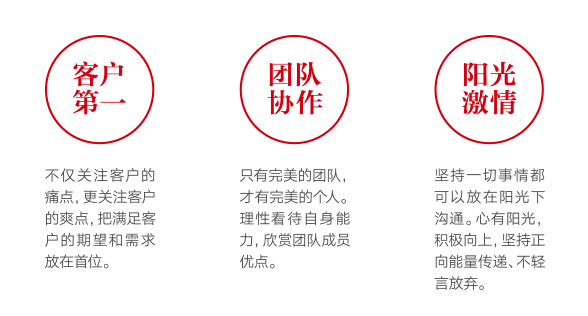 客户
第一
不仅关注客户的
痛点，更关注客户
的爽点，把满足客
户的期望和需求
放在首位。
团队
协作
只有完美的团队，
才有完美的个人。
理性看待自身能
力，欣赏团队成员
优点。
阳光
激情
坚持一切事情都
可以放在阳光下
沟通。心有阳光，
积极向上，坚持正
向能量传递、不轻
言放弃。